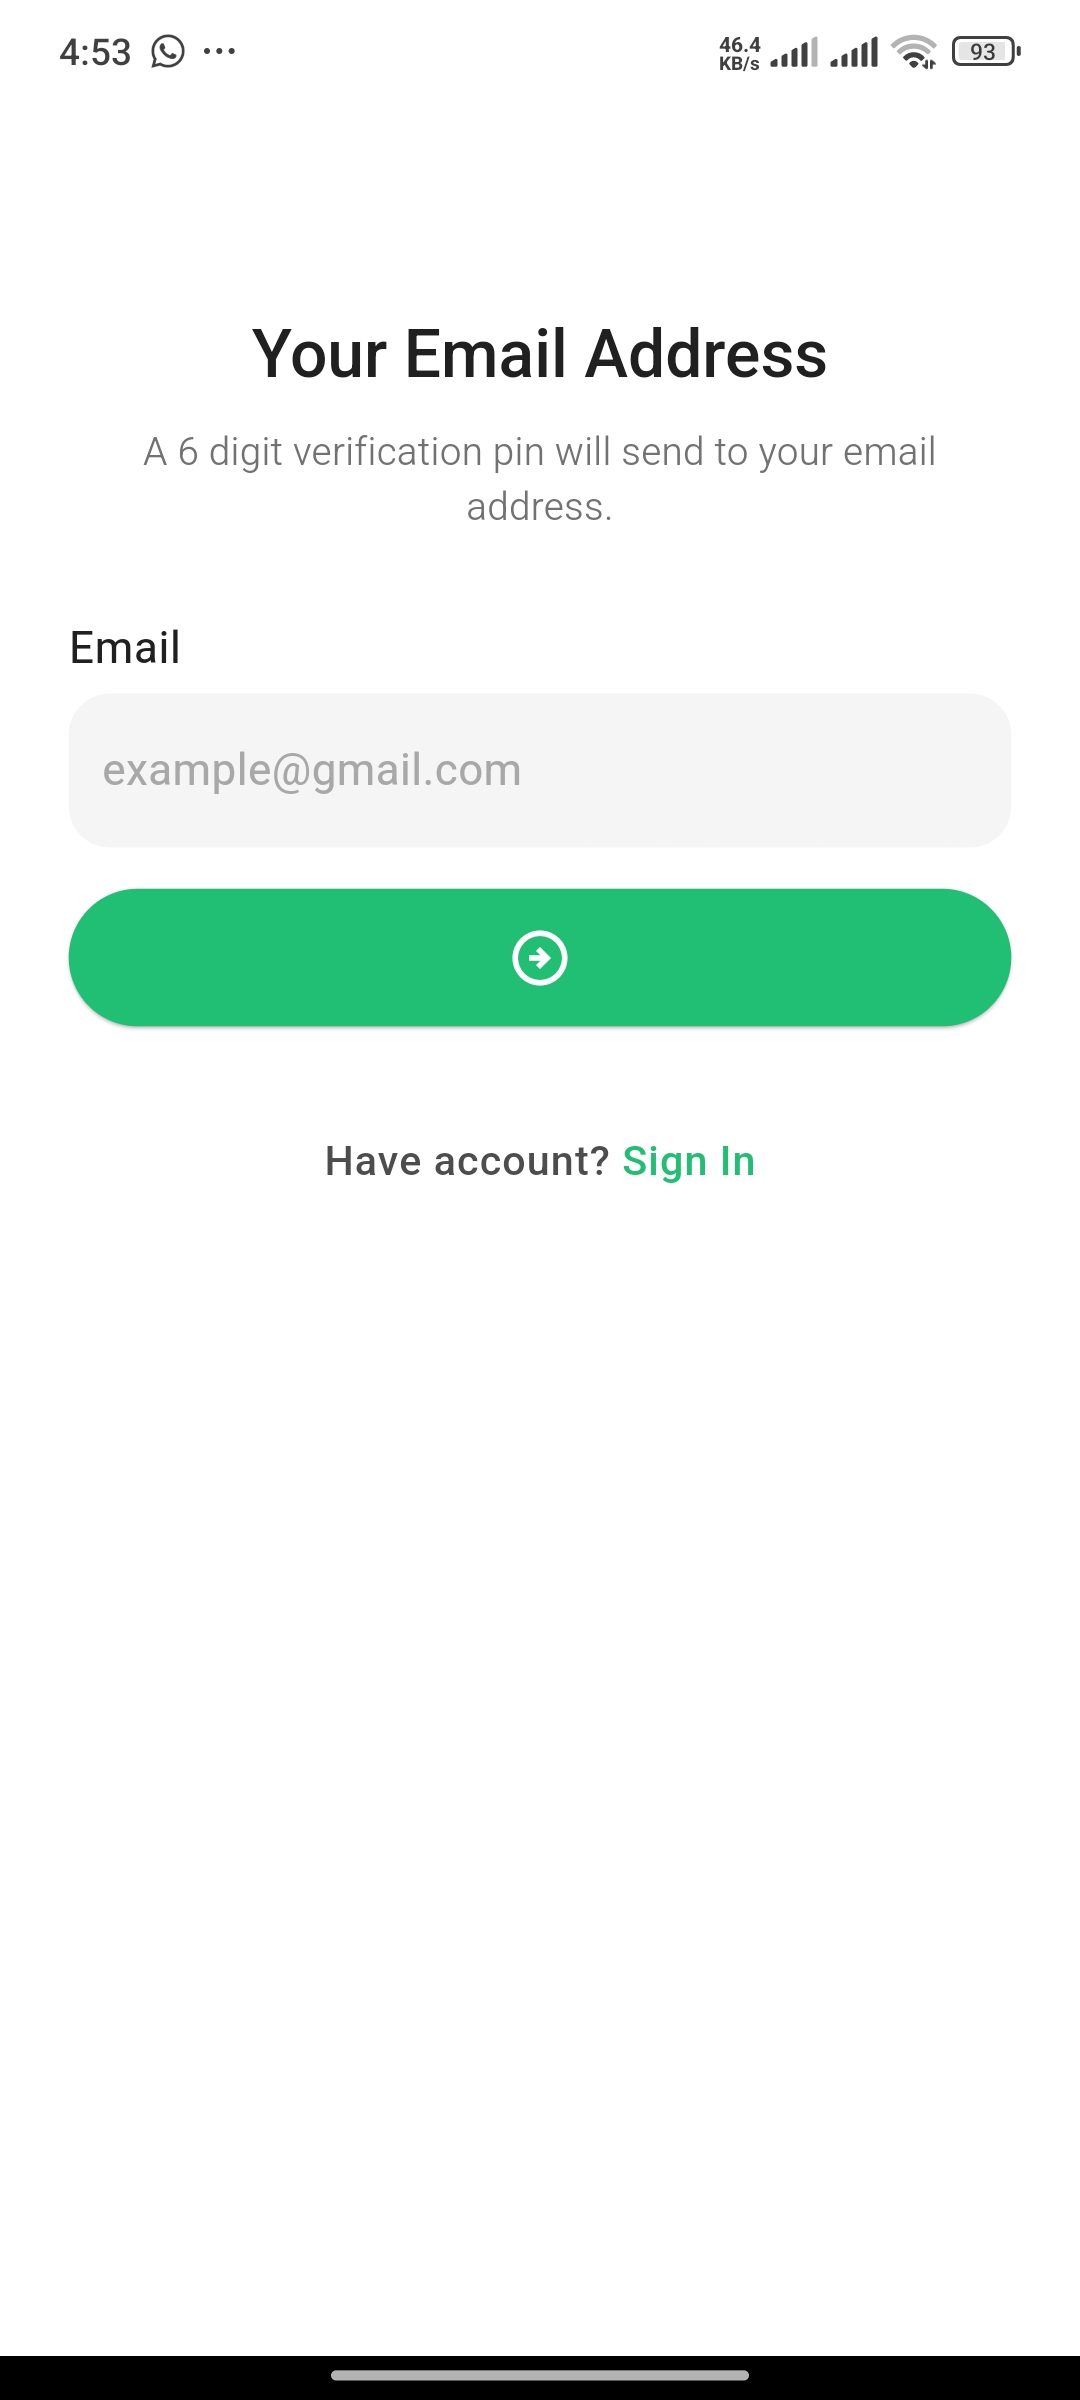 4:53
46.4
KB/s
93
Your Email Address
A 6 digit verification pin will send to your email
address.
Email
example@gmail.com
Have account? Sign In